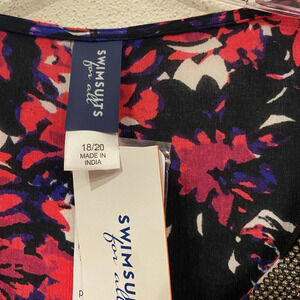 SWIMSUITS
for all
18/20
MADE IN
INDIA
SWIMSUITS
for all